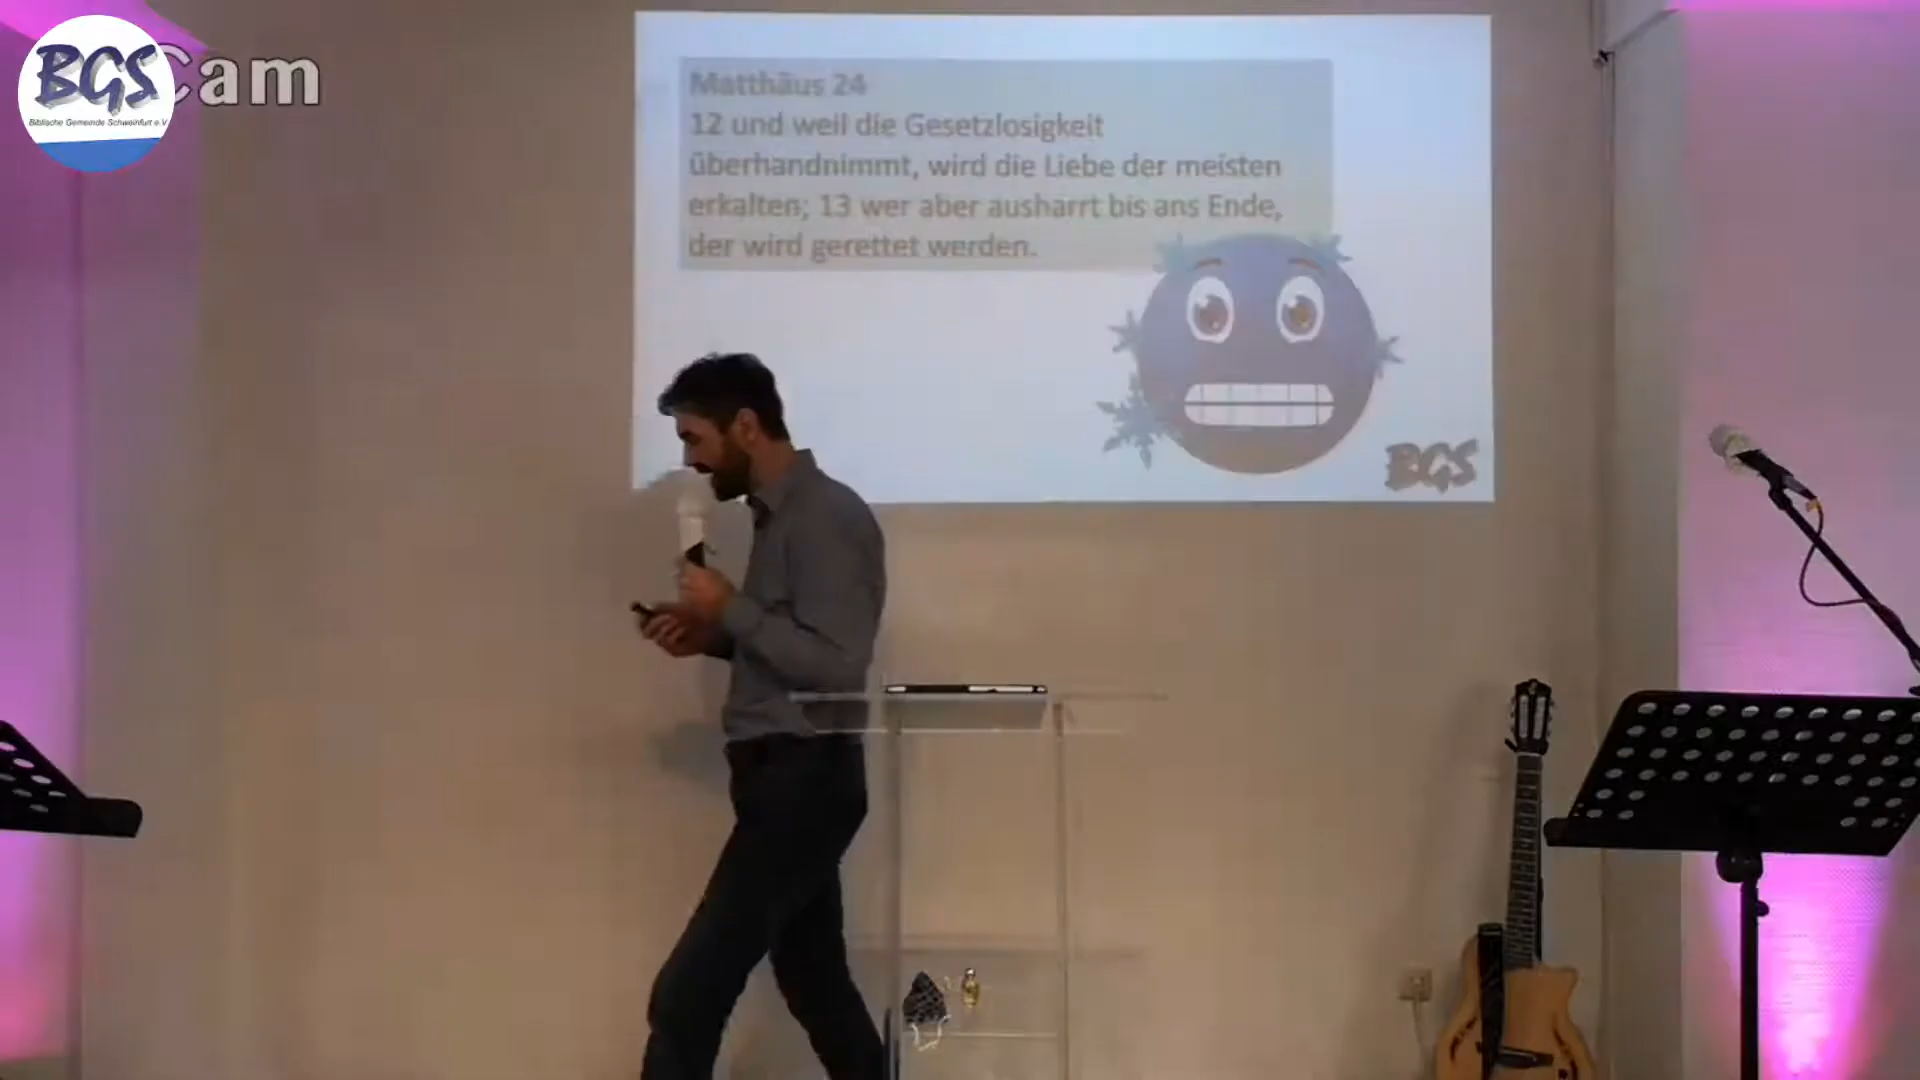 BGS
Cam
Biblische Gemeinde Schweinfurt e.V.
Matthäus 24
12 und weil die Gesetzlosigkeit
überhandnimmt, wird die Liebe der meisten
erkalten; 13 wer aber ausharrt bis ans Ende,
der wird gerettet werden.
BGS